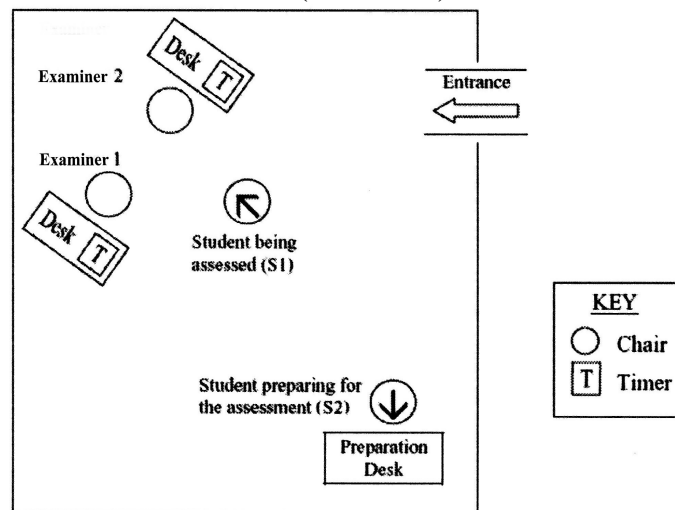 Desk
T
Examiner 2
Entrance
Examiner 1
Desk
T
Student being
assessed (S1)
KEY
Chair
T
Timer
Student preparing for
the assessment (S2)
Preparation
Desk